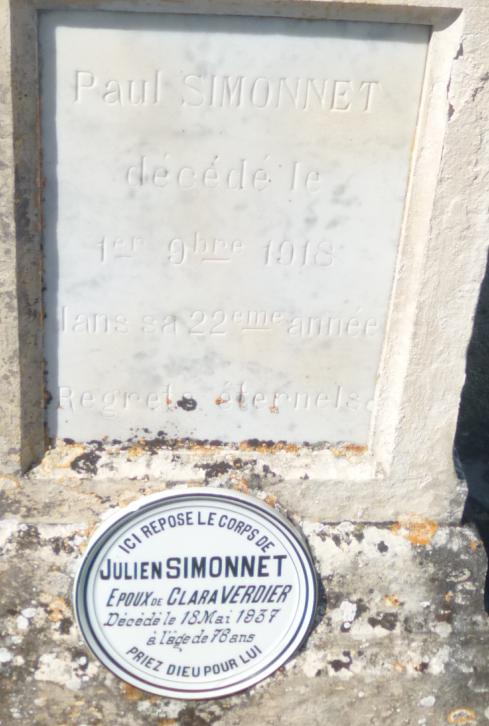 Paul SIMONNET
décédé le
1er 9bre 1918
dans sa 22eme année
Regrets éternels.
ICI REPOSE LE CORPS DE
JULIEN SIMONNET
EPOUX DE CLARA VERDIER
Décédé le 18 Mai 1937
à l'âge de 76 ans
PRIEZ DIEU POUR LUI